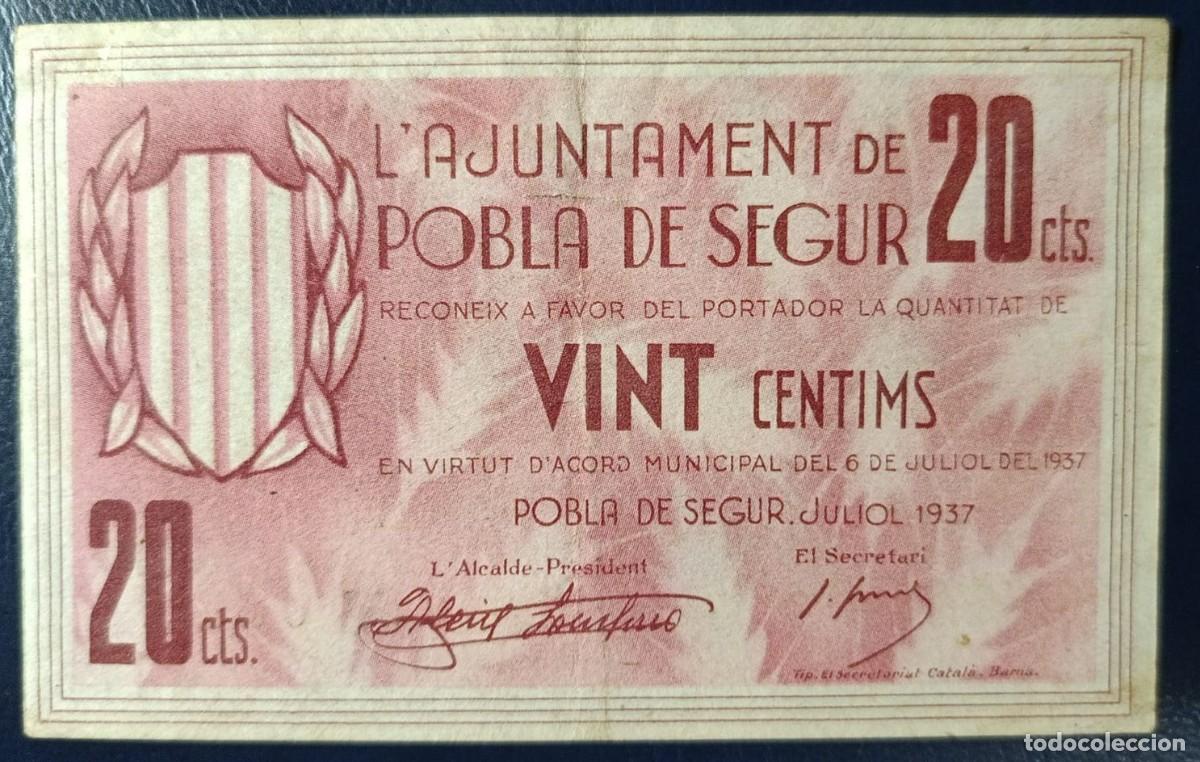 L'AJUNTAMENT DE 20 cts.
POBLA DE SEGUR
RECONEIX A FAVOR DEL PORTADOR LA QUANTITAT DE
VINT CENTIMS
EN VIRTUT D'ACORD MUNICIPAL DEL 6 DE JULIOL DEL 1937
POBLA DE SEGUR. JULIOL 1937
L'Alcalde-President
El Secretari
20 cts.
Tip. El Secretariat Català. Barna.
todocoleccion